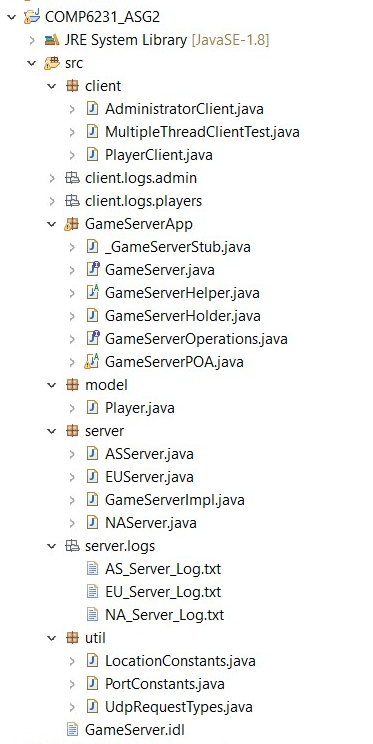 COMP6231_ASG2
JRE System Library [JavaSE-1.8]
src
client
AdministratorClient.java
MultipleThreadClientTest.java
PlayerClient.java
client.logs.admin
client.logs.players
GameServerApp
_GameServerStub.java
GameServer.java
GameServerHelper.java
GameServerHolder.java
GameServerOperations.java
GameServerPOA.java
model
Player.java
server
ASServer.java
EUServer.java
GameServerImpl.java
NAServer.java
server.logs
AS_Server_Log.txt
EU_Server_Log.txt
NA_Server_Log.txt
util
LocationConstants.java
PortConstants.java
UdpRequestTypes.java
GameServer.idl